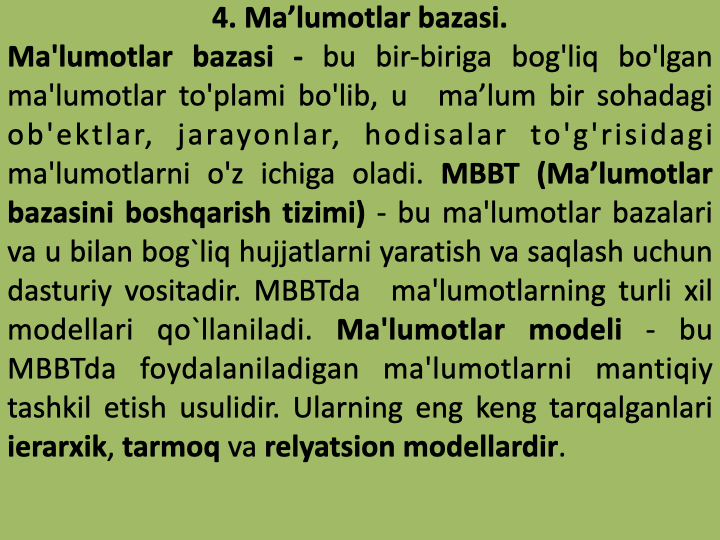 4. Ma’lumotlar bazasi.
Ma'lumotlar bazasi - bu bir-biriga bog'liq bo'lgan
ma'lumotlar to'plami bo'lib, u ma’lum bir sohadagi
ob'ektlar, jarayonlar, hodisalar to'g'risidagi
ma'lumotlarni o'z ichiga oladi. MBBT (Ma’lumotlar
bazasini boshqarish tizimi) - bu ma'lumotlar bazalari
va u bilan bog`liq hujjatlarni yaratish va saqlash uchun
dasturiy vositadir. MBBTda ma'lumotlarning turli xil
modellari qo`llaniladi. Ma'lumotlar modeli - bu
MBBTda foydalaniladigan ma'lumotlarni mantiqiy
tashkil etish usulidir. Ularning eng keng tarqalganlari
ierarxik, tarmoq va relyatsion modellardir.